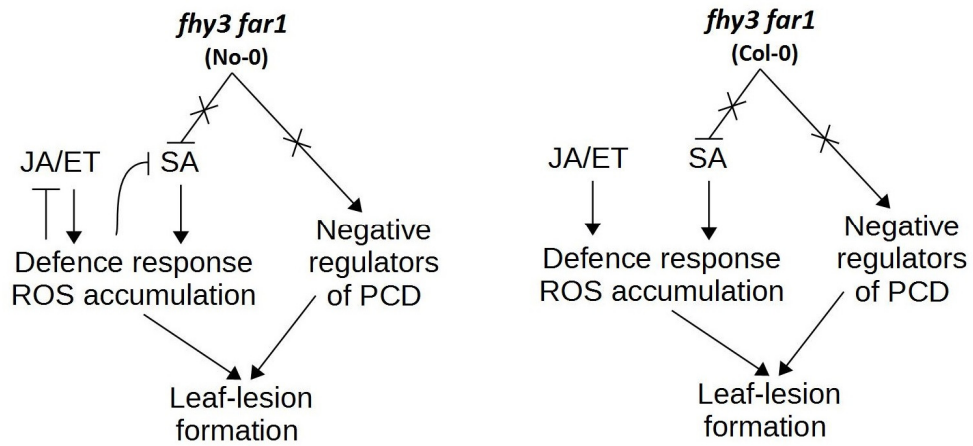 fhy3 far1
(No-0)
JA/ET
SA
Defence response
ROS accumulation
Negative
regulators
of PCD
Leaf-lesion
formation
fhy3 far1
(Col-0)
JA/ET
SA
Defence response
ROS accumulation
Negative
regulators
of PCD
Leaf-lesion
formation